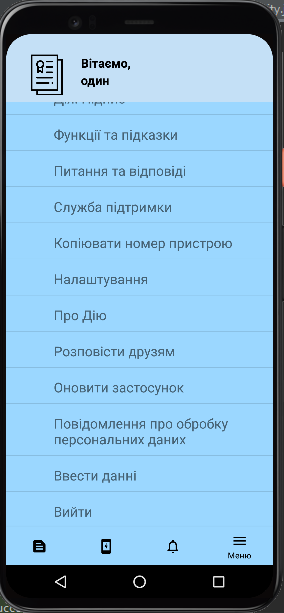 Вітаємо,
один
Функції та підказки
Питання та відповіді
Служба підтримки
Копіювати номер пристрою
Налаштування
Про Дію
Розповісти друзям
Оновити застосунок
Повідомлення про обробку
персональних даних
Ввести данні
Вийти
Меню